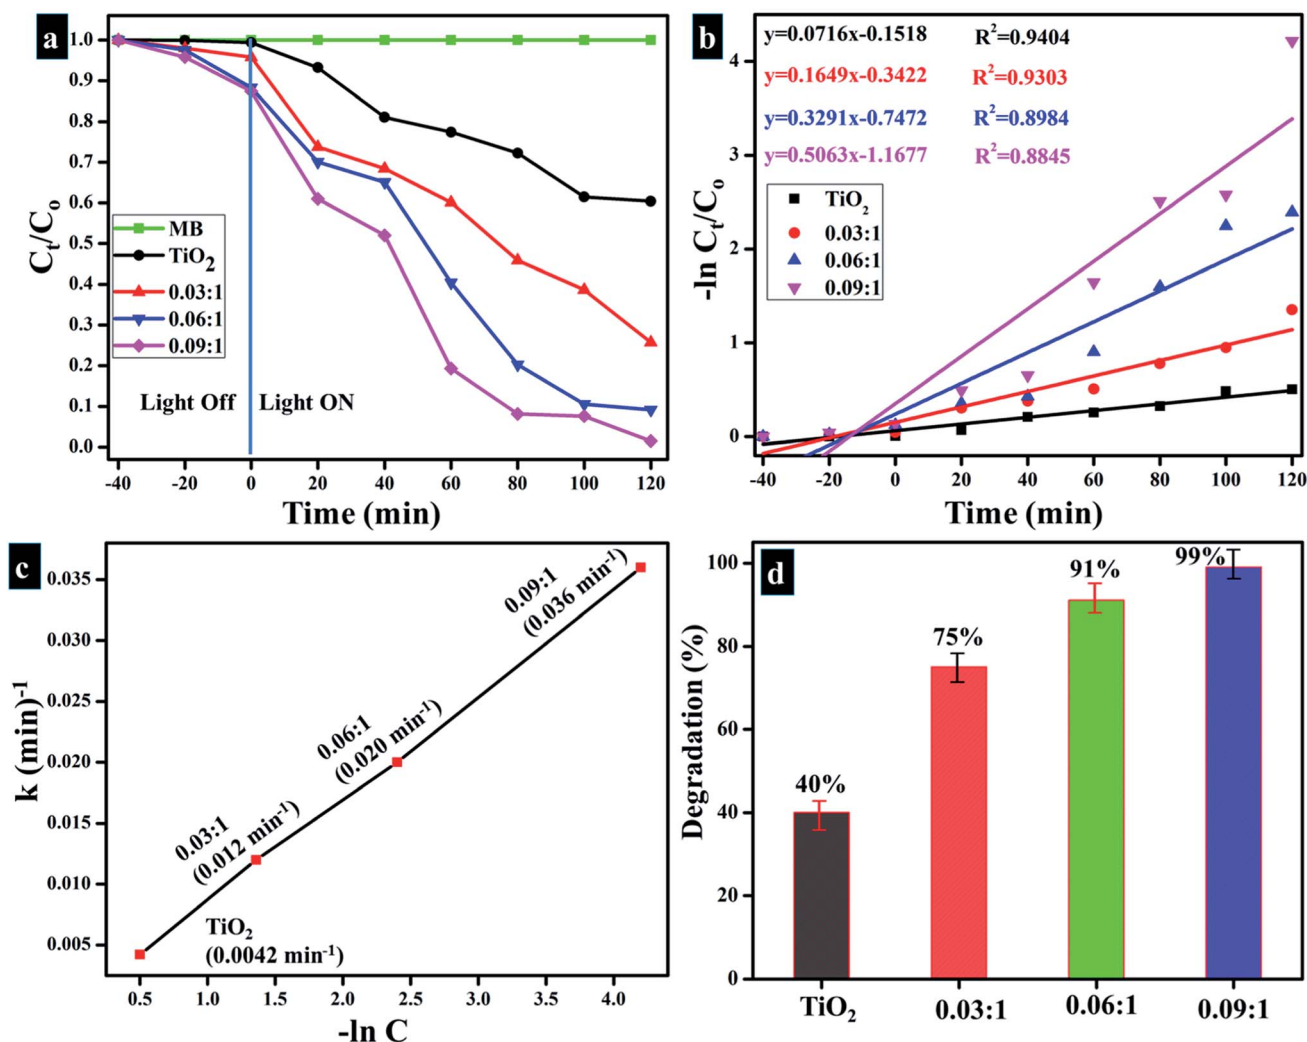 a
1.0
0.9
0.8
0.7
0.6
0.5
0.4
0.3
0.2
0.1
0.0
Cₜ/Cₒ
MB
TiO₂
0.03:1
0.06:1
0.09:1
Light Off
Light ON
-40 -20 0 20 40 60 80 100 120
Time (min)
b
y=0.0716x-0.1518 R²=0.9404
y=0.1649x-0.3422 R²=0.9303
y=0.3291x-0.7472 R²=0.8984
y=0.5063x-1.1677 R²=0.8845
4
3
2
1
0
-ln Cₜ/Cₒ
TiO₂
0.03:1
0.06:1
0.09:1
-40 -20 0 20 40 60 80 100 120
Time (min)
c
0.035
0.030
0.025
0.020
0.015
0.010
0.005
k (min)⁻¹
0.09:1
(0.036 min⁻¹)
0.06:1
(0.020 min⁻¹)
0.03:1
(0.012 min⁻¹)
TiO₂
(0.0042 min⁻¹)
0.5 1.0 1.5 2.0 2.5 3.0 3.5 4.0
-ln C
d
100
80
60
40
20
0
Degradation (%)
40%
75%
91%
99%
TiO₂ 0.03:1 0.06:1 0.09:1